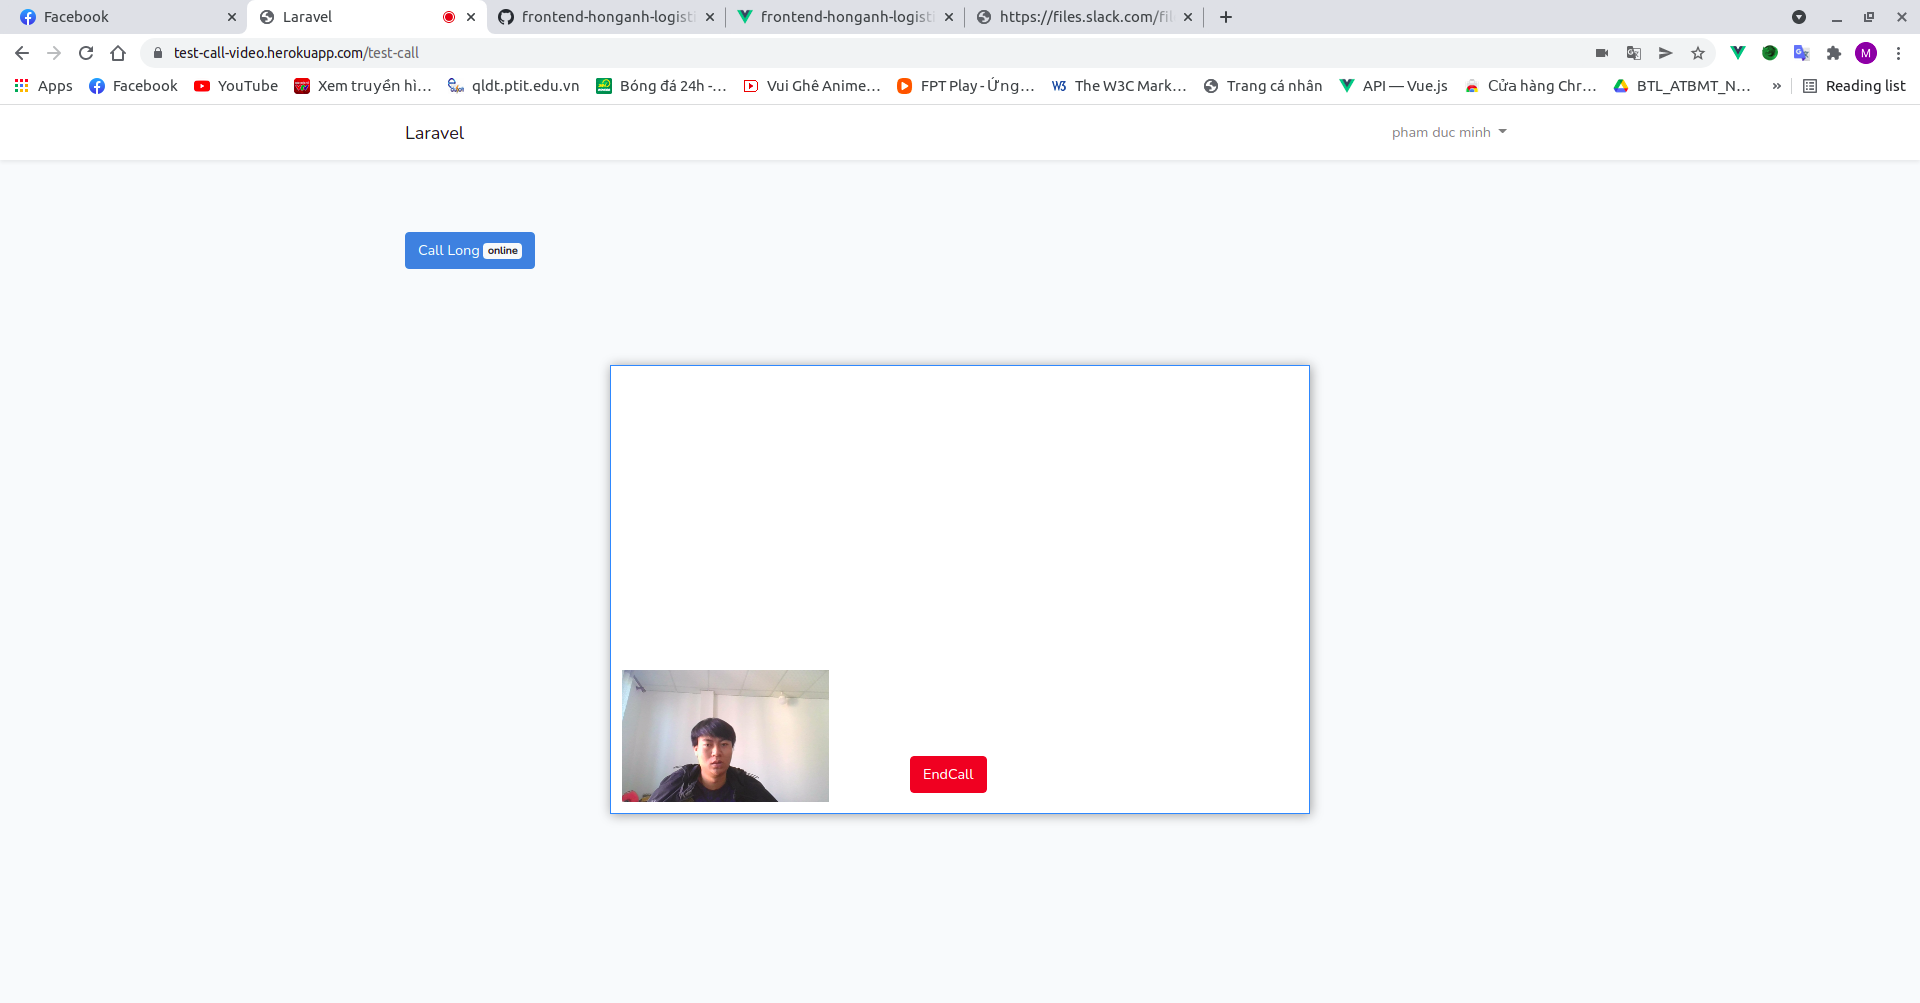 Facebook
Laravel
frontend-honganh-logisti
frontend-honganh-logisti
https://files.slack.com/fil
test-call-video.herokuapp.com/test-call
M
Apps
Facebook
YouTube
Xem truyền hì...
qldt.ptit.edu.vn
Bóng đá 24h -...
Vui Ghê Anime...
FPT Play - Ứng...
The W3C Mark...
Trang cá nhân
API — Vue.js
Cửa hàng Chr...
BTL_ATBMT_N...
»
Reading list
Laravel
pham duc minh
Call Long online
EndCall